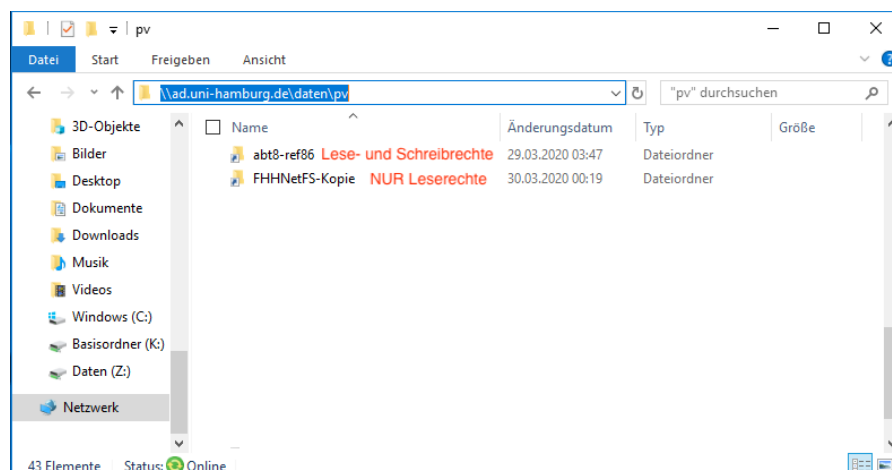 pv
Datei Start Freigeben Ansicht
\\ad.uni-hamburg.de\daten\pv "pv" durchsuchen
3D-Objekte Name Änderungsdatum Typ Größe
Bilder abt8-ref86 Lese- und Schreibrechte 29.03.2020 03:47 Dateiordner
Desktop FHHNetFS-Kopie NUR Leserechte 30.03.2020 00:19 Dateiordner
Dokumente
Downloads
Musik
Videos
Windows (C:)
Basisordner (K:)
Daten (Z:)
Netzwerk
43 Elemente Status: Online